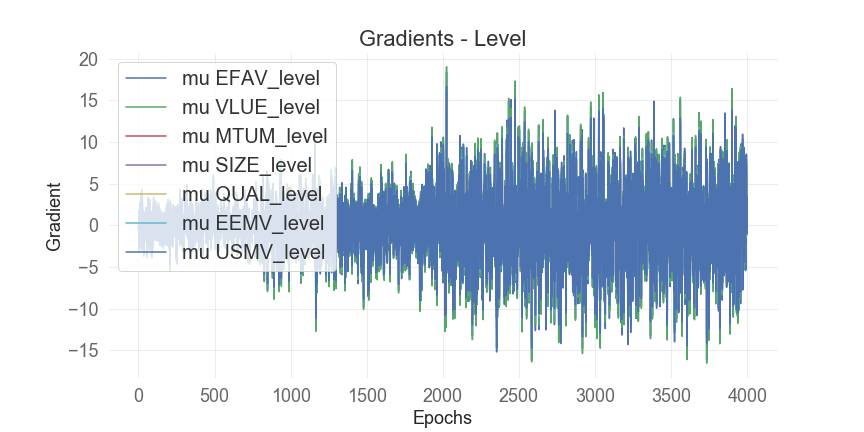 Gradients - Level
20
15
10
5
0
−5
−10
−15
Gradient
mu EFAV_level
mu VLUE_level
mu MTUM_level
mu SIZE_level
mu QUAL_level
mu EEMV_level
mu USMV_level
0 500 1000 1500 2000 2500 3000 3500 4000
Epochs